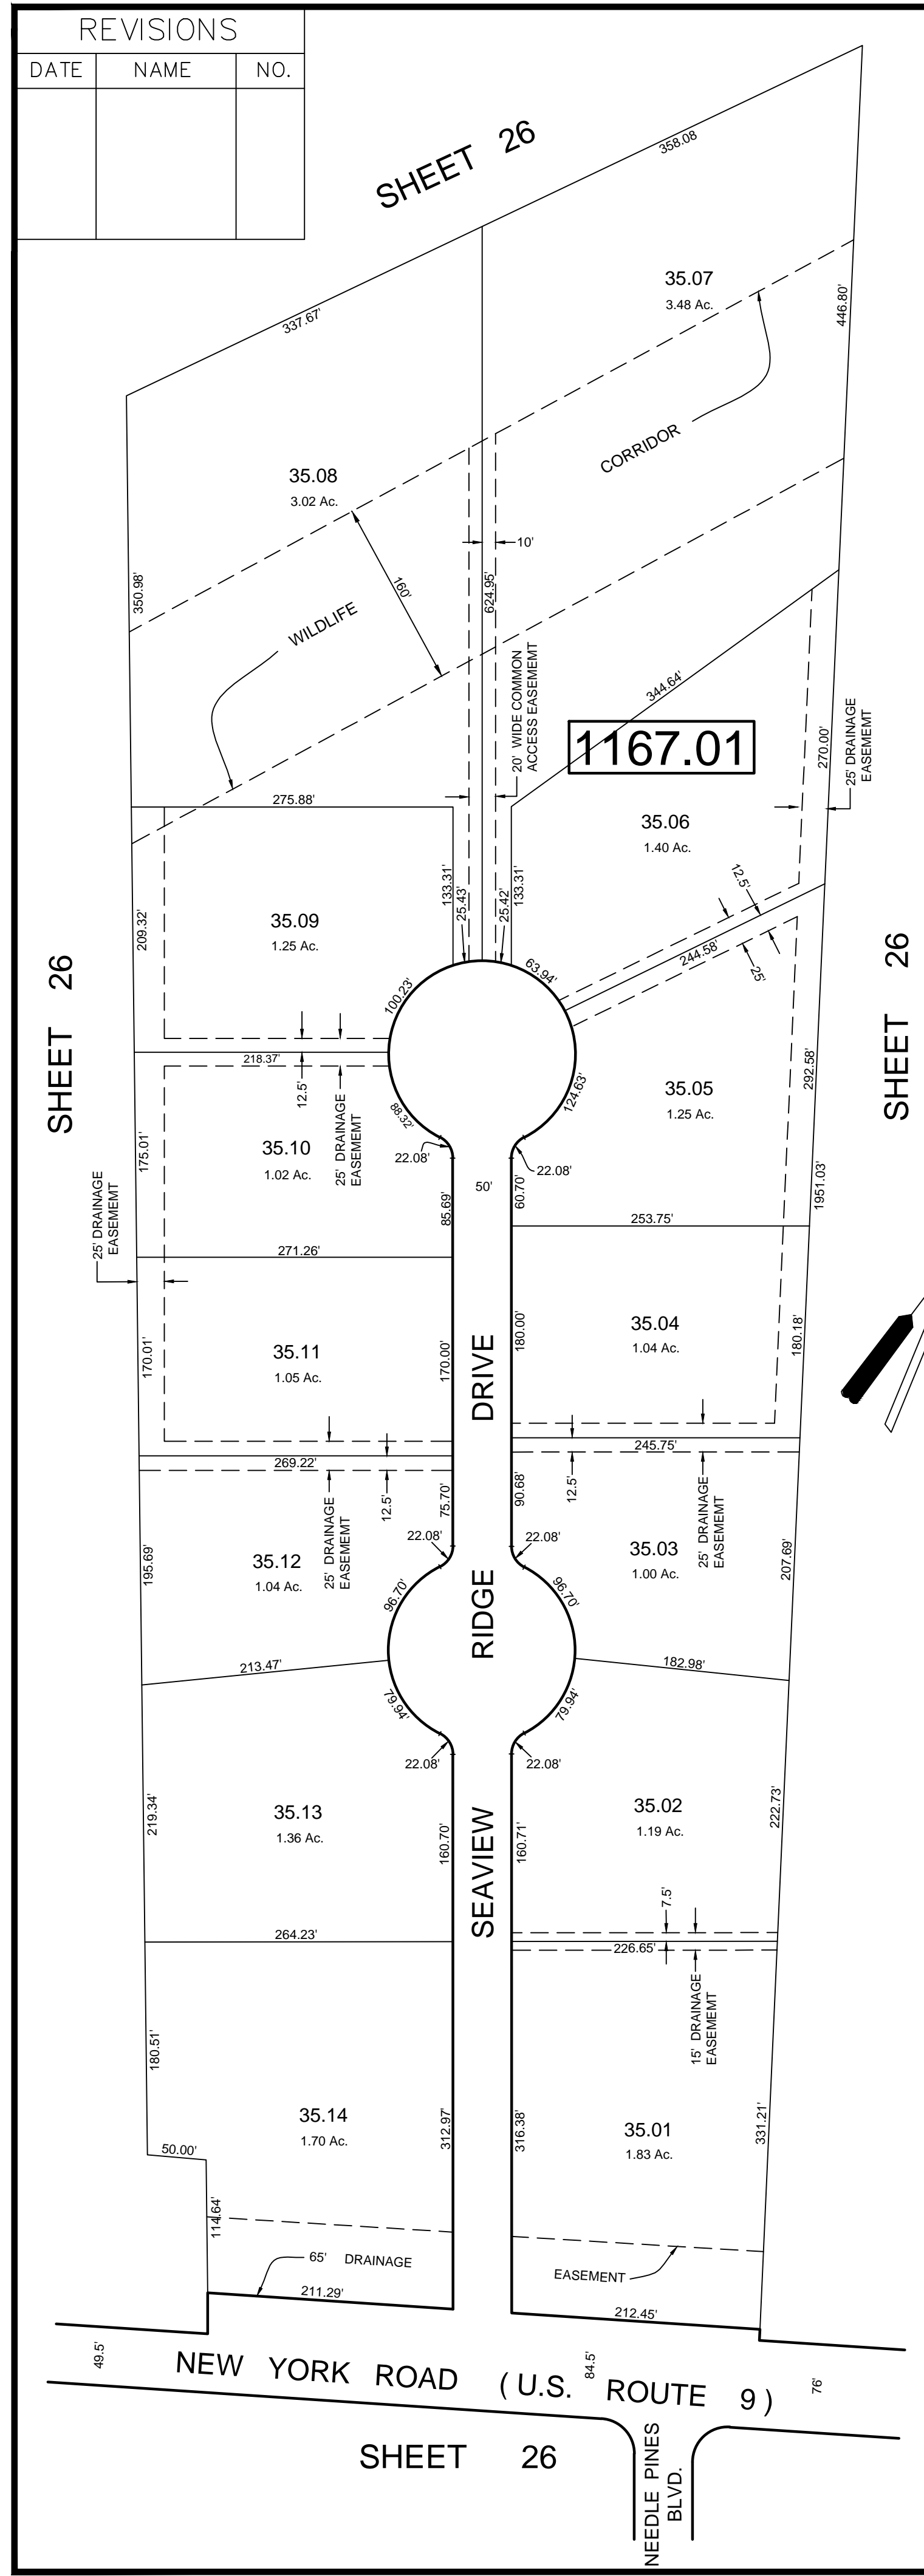 REVISIONS
DATE NAME NO.
SHEET 26
358.08
35.07
3.48 Ac.
446.80'
337.67'
CORRIDOR
35.08
3.02 Ac.
10'
160'
624.95'
350.98'
WILDLIFE
20' WIDE COMMON
ACCESS EASEMEMT
344.64'
1167.01
270.00'
25' DRAINAGE
EASEMEMT
275.88'
35.06
1.40 Ac.
133.31'
25.43'
25.42'
133.31'
12.5'
35.09
1.25 Ac.
209.32'
63.94'
244.58'
25'
SHEET 26
SHEET 26
100.23'
218.37'
12.5'
25' DRAINAGE
EASEMEMT
88.32'
124.63'
35.05
1.25 Ac.
292.58'
35.10
1.02 Ac.
175.01'
22.08'
22.08'
50'
85.69'
60.70'
1951.03'
25' DRAINAGE
EASEMEMT
253.75'
271.26'
35.11
1.05 Ac.
170.01'
170.00'
180.00'
35.04
1.04 Ac.
180.18'
SEAVIEW RIDGE DRIVE
245.75'
269.22'
12.5'
25' DRAINAGE
EASEMEMT
75.70'
90.68'
12.5'
25' DRAINAGE
EASEMEMT
22.08'
22.08'
35.12
1.04 Ac.
195.69'
35.03
1.00 Ac.
207.69'
96.70'
96.70'
213.47'
182.98'
79.94'
79.94'
22.08'
22.08'
35.13
1.36 Ac.
219.34'
160.70'
160.71'
35.02
1.19 Ac.
222.73'
7.5'
264.23'
226.65'
15' DRAINAGE
EASEMEMT
180.51'
35.14
1.70 Ac.
312.97'
316.38'
35.01
1.83 Ac.
331.21'
50.00'
114.64'
65' DRAINAGE
EASEMENT
211.29'
212.45'
49.5'
84.5'
76'
NEW YORK ROAD (U.S. ROUTE 9)
SHEET 26
NEEDLE PINES
BLVD.